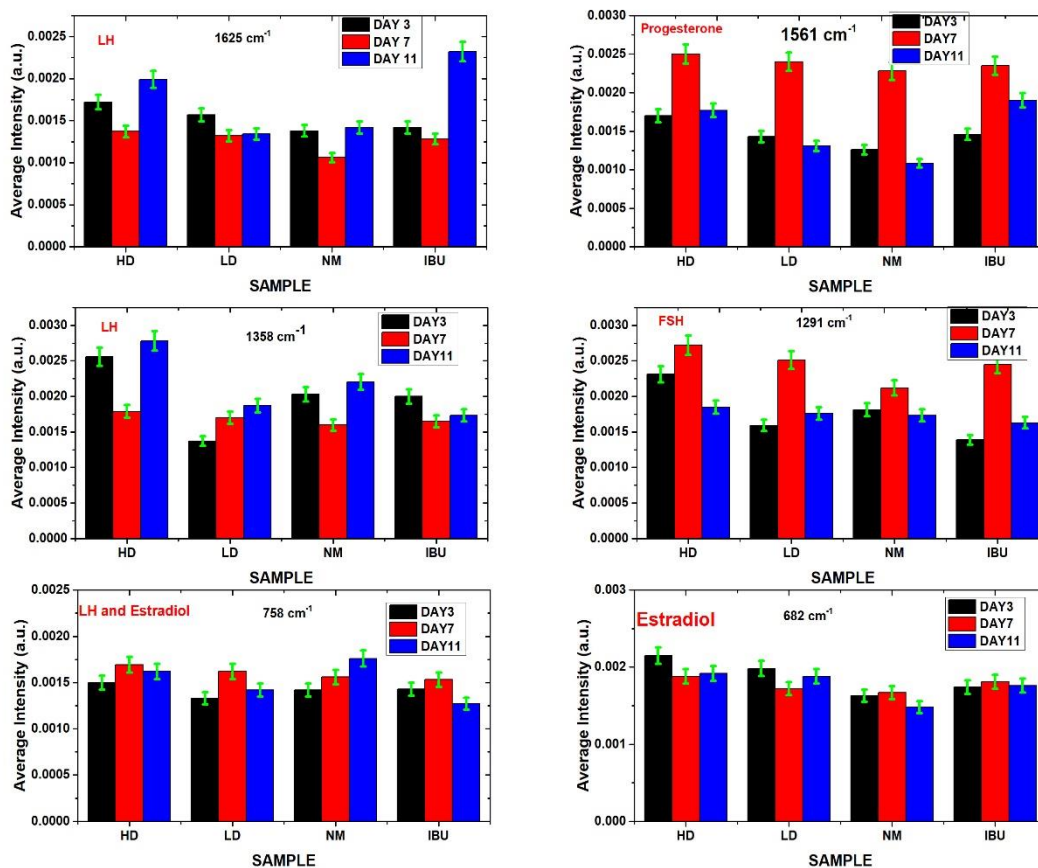 LH
1625 cm-1
DAY 3
DAY 7
DAY 11
Average Intensity (a.u.)
0.0025
0.0020
0.0015
0.0010
0.0005
0.0000
HD LD NM IBU
SAMPLE
Progesterone
1561 cm-1
DAY3
DAY 7
DAY11
Average Intensity (a.u.)
0.0030
0.0025
0.0020
0.0015
0.0010
0.0005
0.0000
HD LD NM IBU
SAMPLE
LH
1358 cm-1
DAY3
DAY7
DAY11
Average Intensity (a.u.)
0.0030
0.0025
0.0020
0.0015
0.0010
0.0005
0.0000
HD LD NM IBU
SAMPLE
FSH
1291 cm-1
DAY3
DAY7
DAY11
Average Intensity (a.u.)
0.0030
0.0025
0.0020
0.0015
0.0010
0.0005
0.0000
HD LD NM IBU
SAMPLE
LH and Estradiol
758 cm-1
DAY3
DAY7
DAY11
Average Intensity (a.u.)
0.0025
0.0020
0.0015
0.0010
0.0005
0.0000
HD LD NM IBU
SAMPLE
Estradiol
682 cm-1
DAY3
DAY7
DAY11
Average Intensity (a.u.)
0.003
0.002
0.001
0.000
HD LD NM IBU
SAMPLE